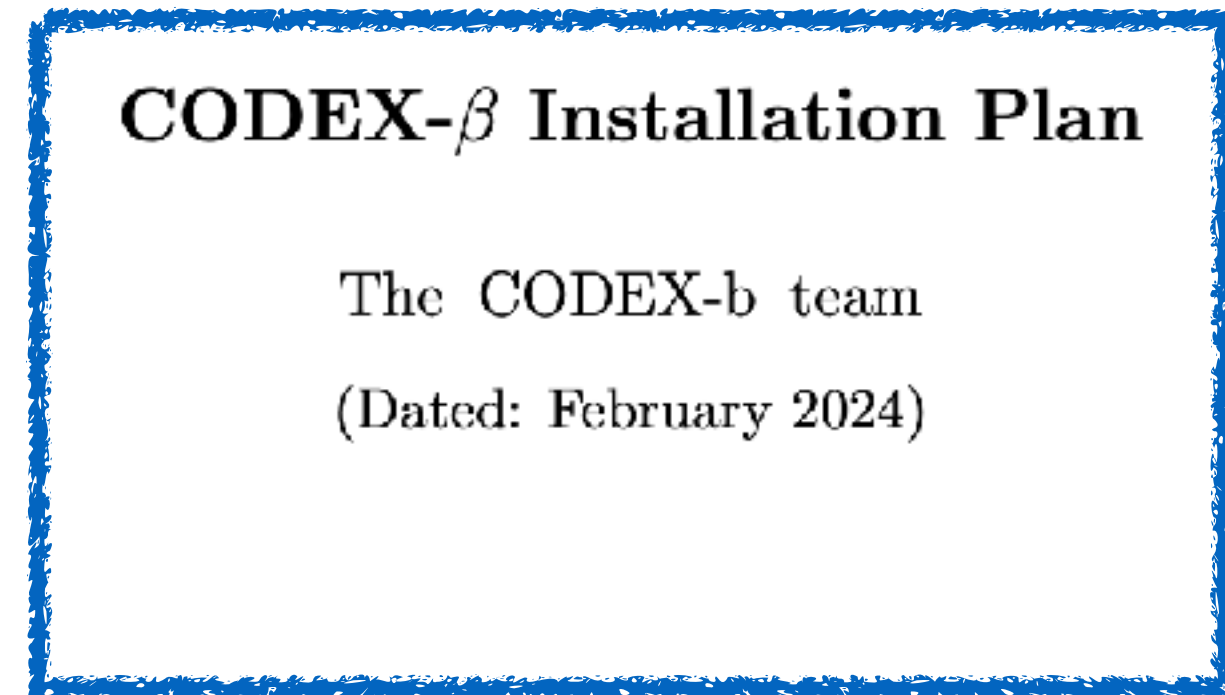 CODEX-β Installation Plan
The CODEX-b team
(Dated: February 2024)